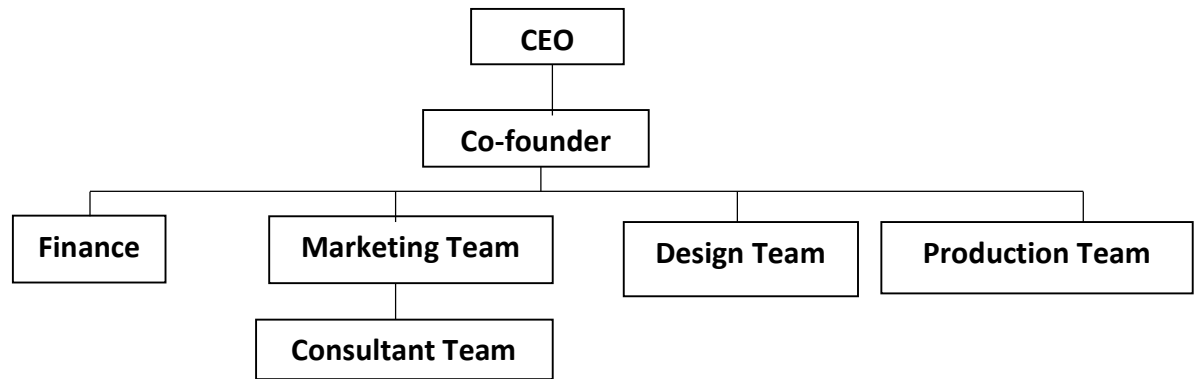 CEO
Co-founder
Finance
Marketing Team
Design Team
Production Team
Consultant Team